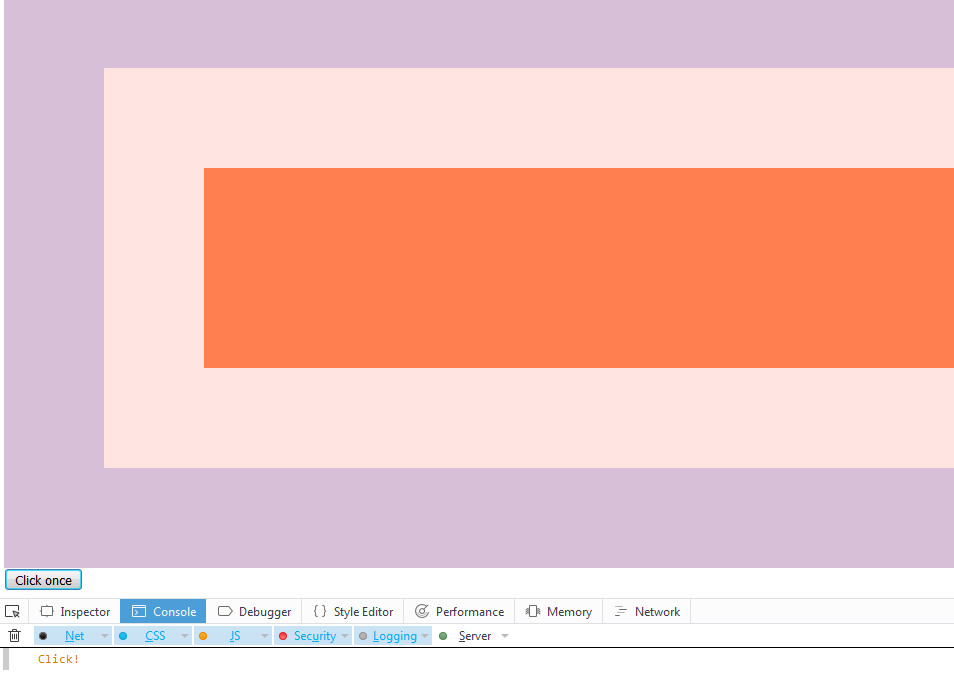 Click once
Inspector Console Debugger { } Style Editor Performance Memory Network
Net CSS JS Security Logging Server
Click!